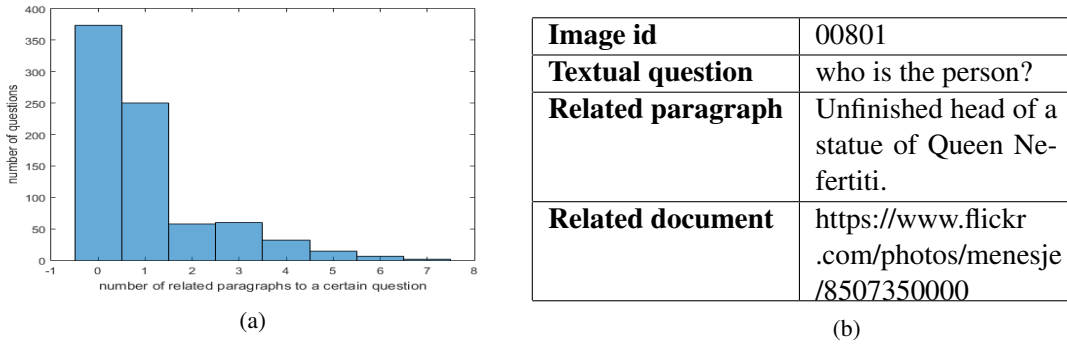 400
350
300
250
200
150
100
50
0
number of questions
-1 0 1 2 3 4 5 6 7 8
number of related paragraphs to a certain question
(a)
Image id 00801
Textual question who is the person?
Related paragraph Unfinished head of a
statue of Queen Ne-
fertiti.
Related document https://www.flickr
.com/photos/menesje
/8507350000
(b)